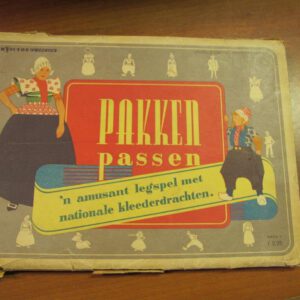 PAKKEN
passen
'n amusant legspel met
nationale kleederdrachten.